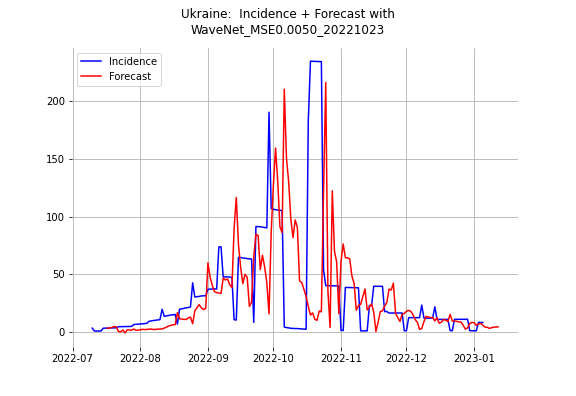 Ukraine:  Incidence + Forecast with
WaveNet_MSE0.0050_20221023
Incidence
Forecast
200
150
100
50
0
2022-07 2022-08 2022-09 2022-10 2022-11 2022-12 2023-01